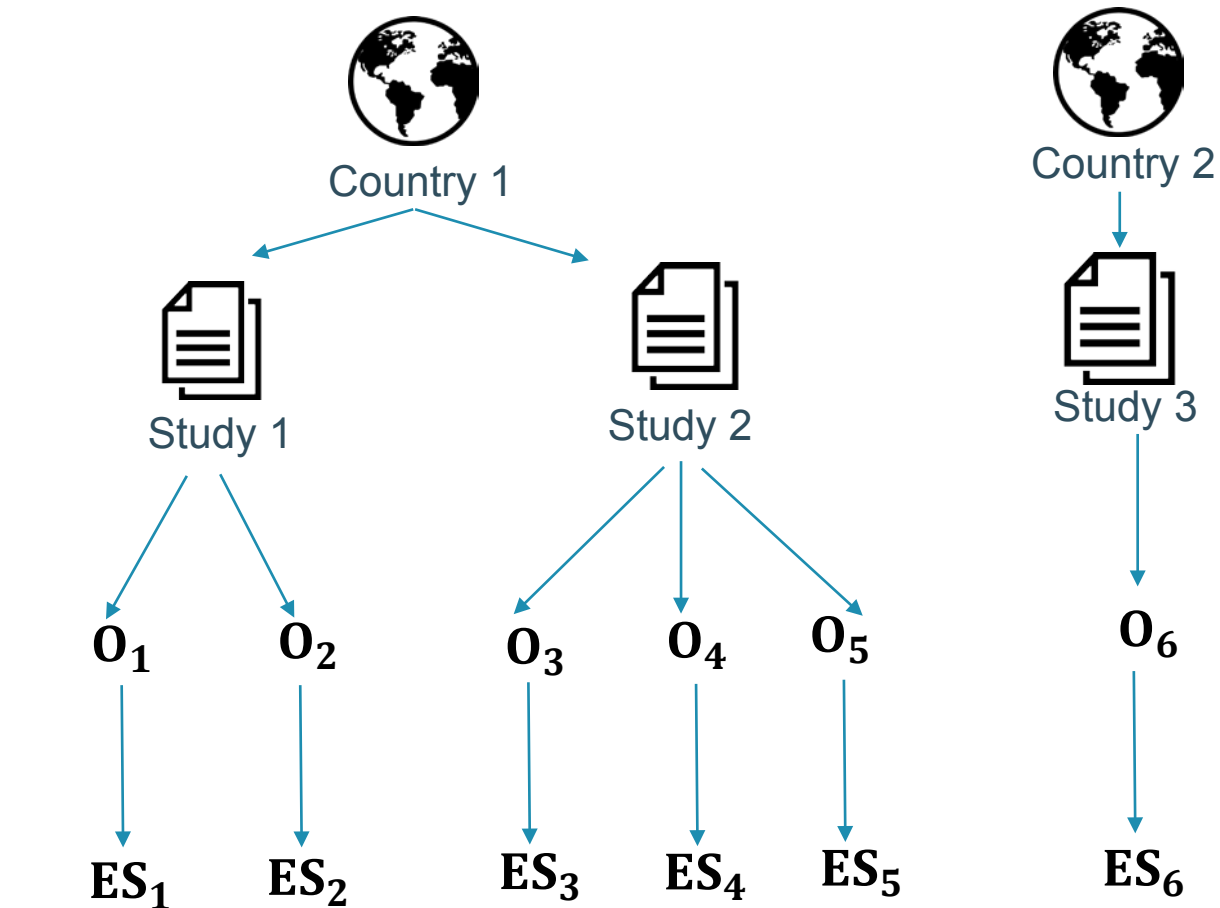 Country 1
Country 2
Study 1
Study 2
Study 3
O₁
O₂
O₃
O₄
O₅
O₆
ES₁
ES₂
ES₃
ES₄
ES₅
ES₆